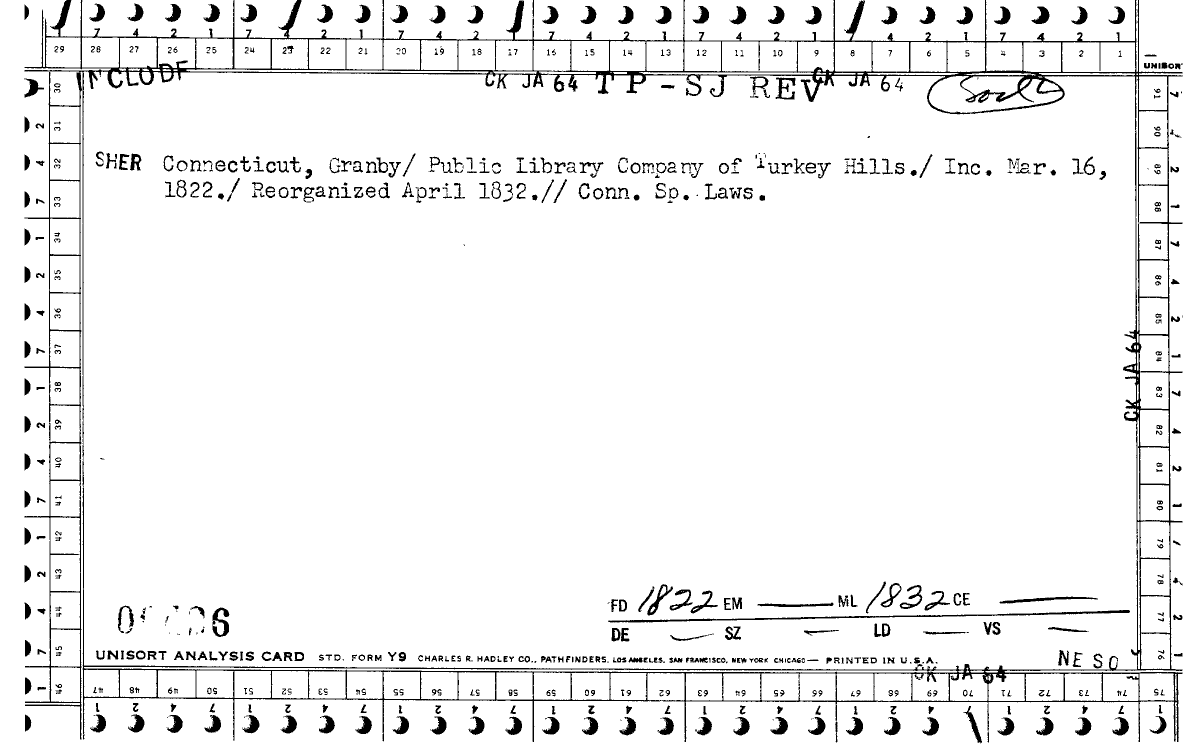 7 4 2 1 7 4 2 1 7 4 2 1 7 4 2 1 7 4 2 1 7 4 2 1 7 4 2 1
29 28 27 26 25 24 23 22 21 20 19 18 17 16 15 14 13 12 11 10 9 8 7 6 5 4 3 2 1
UNISORT
CK JA 64 TP-SJ REV CK JA 64
SHER Connecticut, Granby/ Public Library Company of Turkey Hills./ Inc. Mar. 16,
1822./ Reorganized April 1832.// Conn. Sp. Laws.
30 31 32 33 34 35 36 37 38 39 40 41 42 43 44 45 46
91 90 89 88 87 86 85 84 83 82 81 80 79 78 77 76
CK JA 64
FD 1822 EM — ML 1832 CE —
DE — SZ — LD — VS —
UNISORT ANALYSIS CARD STD. FORM Y9 CHARLES R. HADLEY CO., PATHFINDERS, LOS ANGELES, SAN FRANCISCO, NEW YORK CHICAGO — PRINTED IN U.S.A.
NE SO
CK JA 64
47 48 49 50 51 52 53 54 55 56 57 58 59 60 61 62 63 64 65 66 67 68 69 70 71 72 73 74 75
1 2 4 7 1 2 4 7 1 2 4 7 1 2 4 7 1 2 4 7 1 2 4 7 1 2 4 7 1